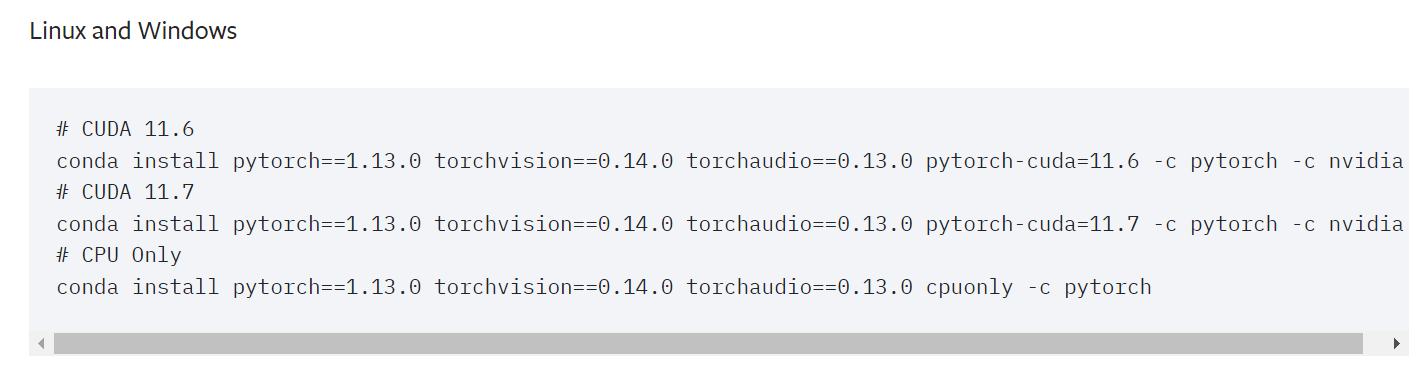 Linux and Windows
# CUDA 11.6
conda install pytorch==1.13.0 torchvision==0.14.0 torchaudio==0.13.0 pytorch-cuda=11.6 -c pytorch -c nvidia
# CUDA 11.7
conda install pytorch==1.13.0 torchvision==0.14.0 torchaudio==0.13.0 pytorch-cuda=11.7 -c pytorch -c nvidia
# CPU Only
conda install pytorch==1.13.0 torchvision==0.14.0 torchaudio==0.13.0 cpuonly -c pytorch